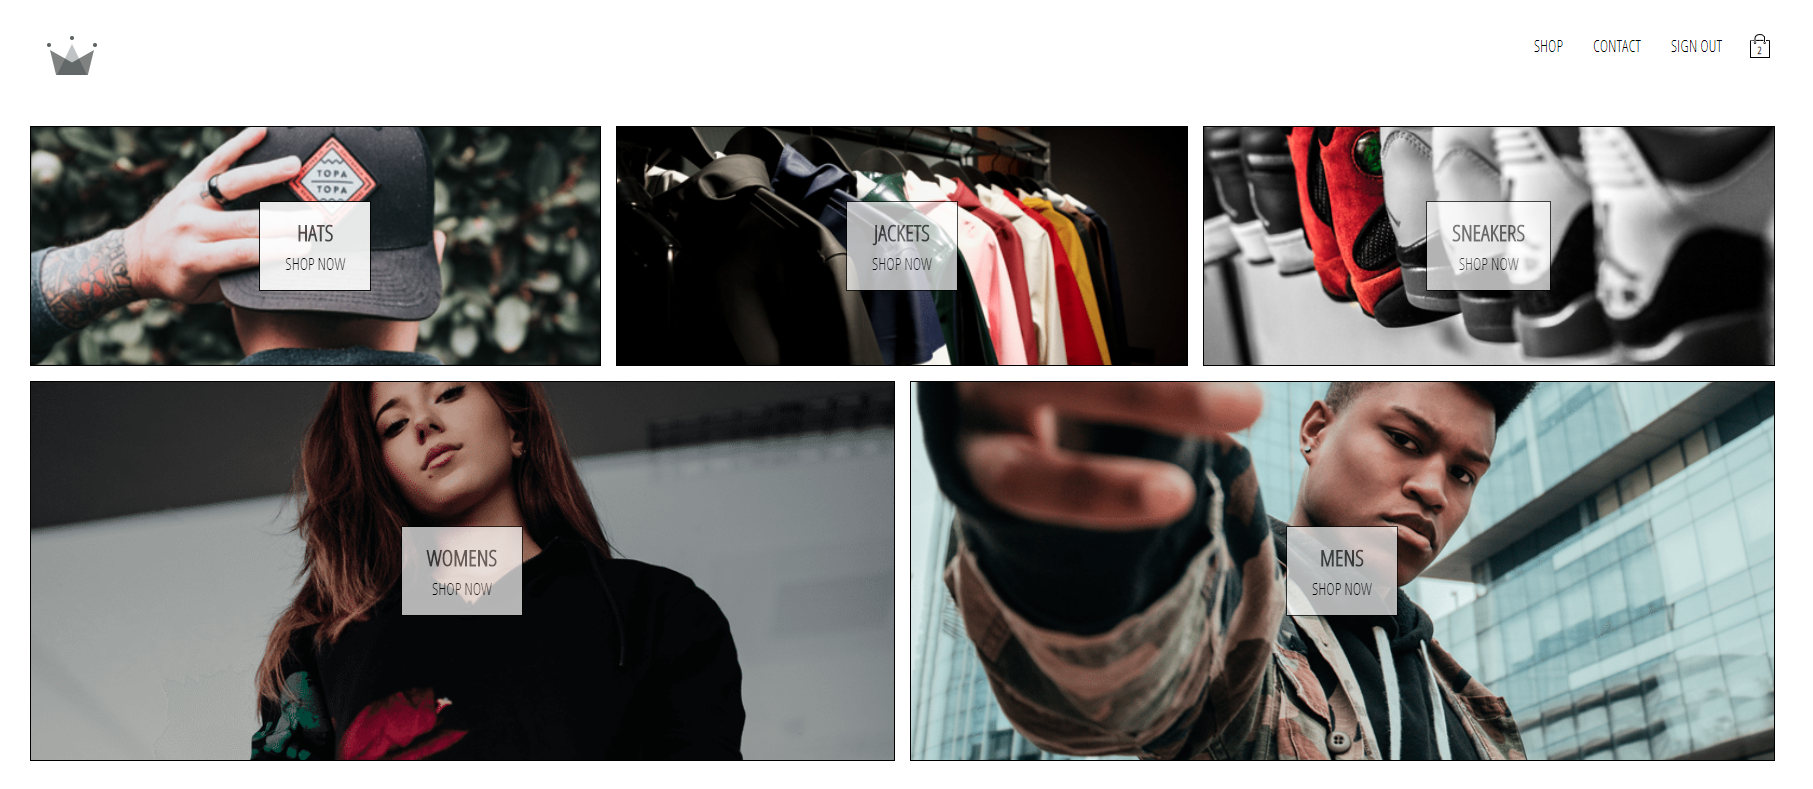 SHOP
CONTACT
SIGN OUT
2
TOPA
TOPA
HATS
SHOP NOW
JACKETS
SHOP NOW
SNEAKERS
SHOP NOW
WOMENS
SHOP NOW
MENS
SHOP NOW